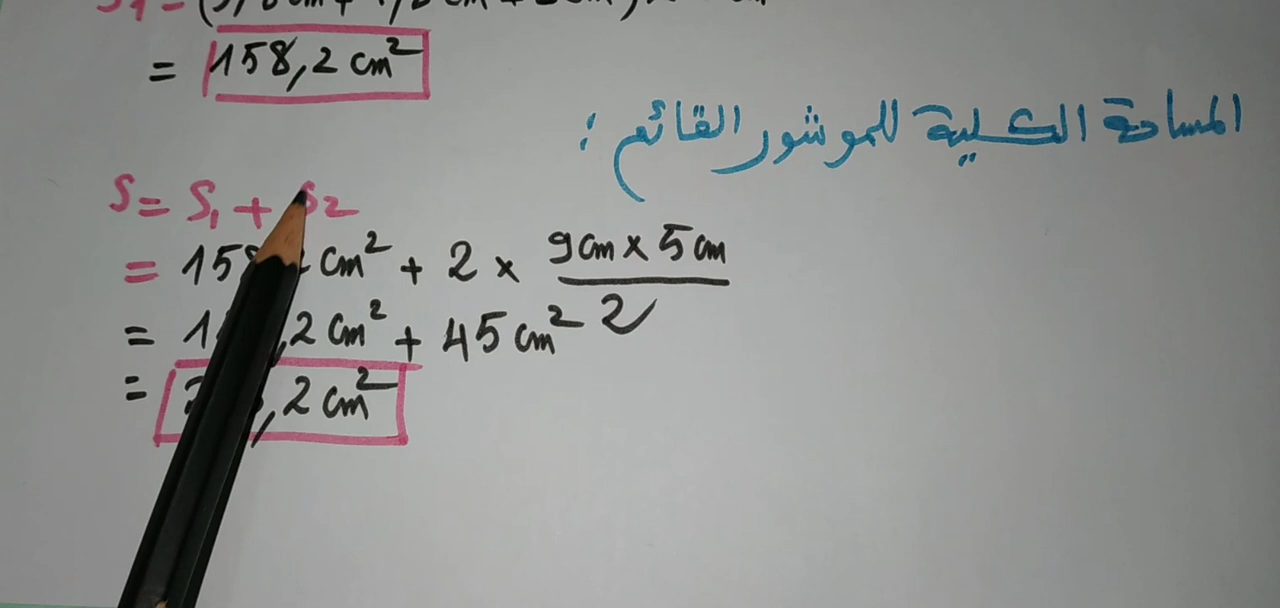 = 158,2 cm²
المساحة الكلية للموشور القائم :
S = S₁ + S₂
= 15 cm² + 2 × (9cm × 5cm)/2
= 1 ,2 cm² + 45 cm²
= ,2 cm²